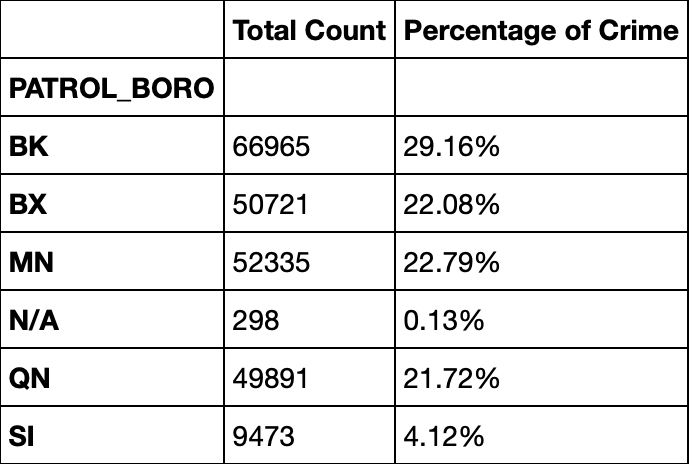 Total Count Percentage of Crime
PATROL_BORO
BK 66965 29.16%
BX 50721 22.08%
MN 52335 22.79%
N/A 298 0.13%
QN 49891 21.72%
SI 9473 4.12%